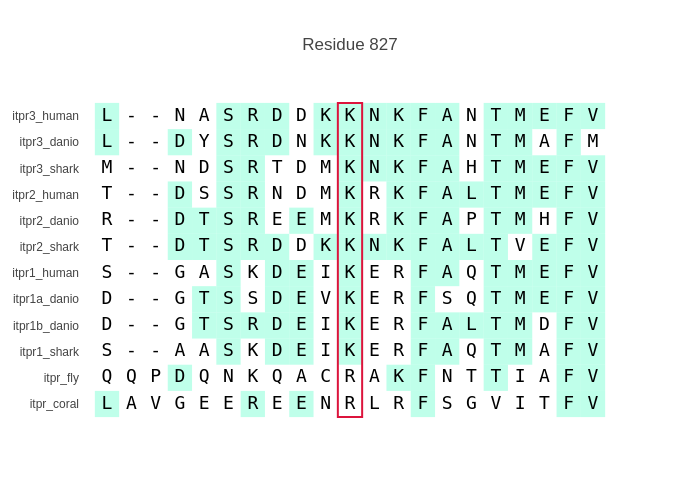 Residue 827
itpr3_human L - - N A S R D D K K N K F A N T M E F V
itpr3_danio L - - D Y S R D N K K N K F A N T M A F M
itpr3_shark M - - N D S R T D M K N K F A H T M E F V
itpr2_human T - - D S S R N D M K R K F A L T M E F V
itpr2_danio R - - D T S R E E M K R K F A P T M H F V
itpr2_shark T - - D T S R D D K K N K F A L T V E F V
itpr1_human S - - G A S K D E I K E R F A Q T M E F V
itpr1a_danio D - - G T S S D E V K E R F S Q T M E F V
itpr1b_danio D - - G T S R D E I K E R F A L T M D F V
itpr1_shark S - - A A S K D E I K E R F A Q T M A F V
itpr_fly Q Q P D Q N K Q A C R A K F N T T I A F V
itpr_coral L A V G E E R E E N R L R F S G V I T F V